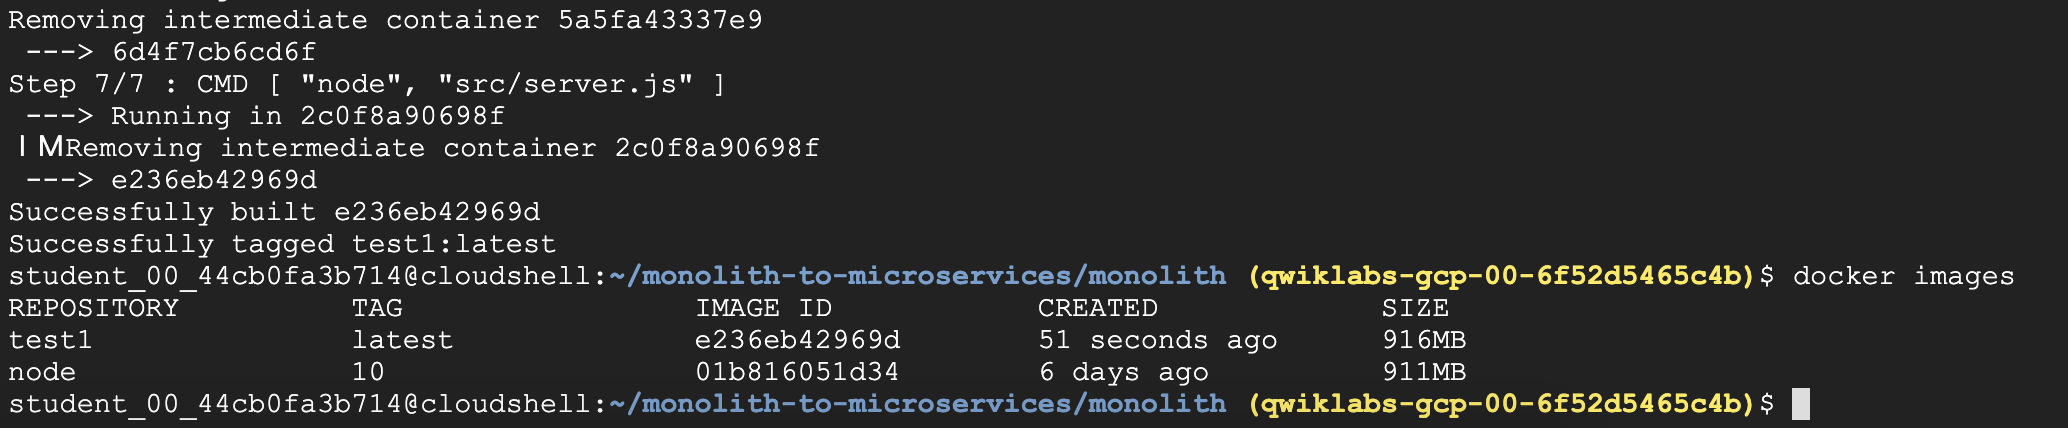 Removing intermediate container 5a5fa43337e9
 ---> 6d4f7cb6cd6f
Step 7/7 : CMD [ "node", "src/server.js" ]
 ---> Running in 2c0f8a90698f
I MRemoving intermediate container 2c0f8a90698f
 ---> e236eb42969d
Successfully built e236eb42969d
Successfully tagged test1:latest
student_00_44cb0fa3b714@cloudshell:~/monolith-to-microservices/monolith (qwiklabs-gcp-00-6f52d5465c4b)$ docker images
REPOSITORY TAG IMAGE ID CREATED SIZE
test1 latest e236eb42969d 51 seconds ago 916MB
node 10 01b816051d34 6 days ago 911MB
student_00_44cb0fa3b714@cloudshell:~/monolith-to-microservices/monolith (qwiklabs-gcp-00-6f52d5465c4b)$